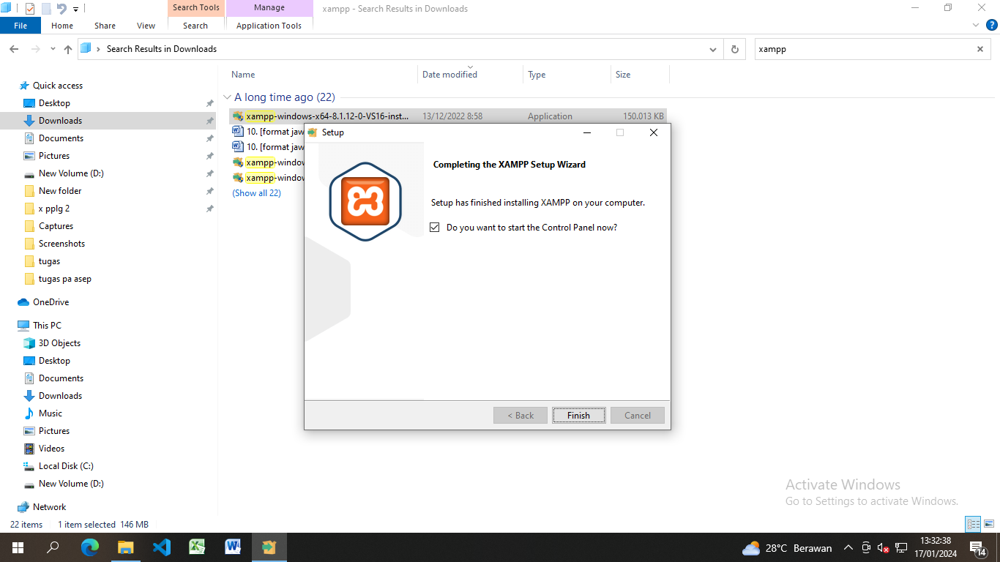 Search Tools
Manage
xampp - Search Results in Downloads
File
Home
Share
View
Search
Application Tools
Search Results in Downloads
xampp
Name
Date modified
Type
Size
Quick access
Desktop
Downloads
Documents
Pictures
New Volume (D:)
New folder
x pplg 2
Captures
Screenshots
tugas
tugas pa asep
OneDrive
This PC
3D Objects
Desktop
Documents
Downloads
Music
Pictures
Videos
Local Disk (C:)
New Volume (D:)
Network
A long time ago (22)
xampp-windows-x64-8.1.12-0-VS16-inst... 13/12/2022 8:58 Application 150.013 KB
10. [format jaw
10. [format jaw
xampp-windov
xampp-windov
(Show all 22)
Setup
Completing the XAMPP Setup Wizard
Setup has finished installing XAMPP on your computer.
Do you want to start the Control Panel now?
< Back
Finish
Cancel
Activate Windows
Go to Settings to activate Windows.
22 items 1 item selected 146 MB
28°C Berawan
13:32:38
17/01/2024
14